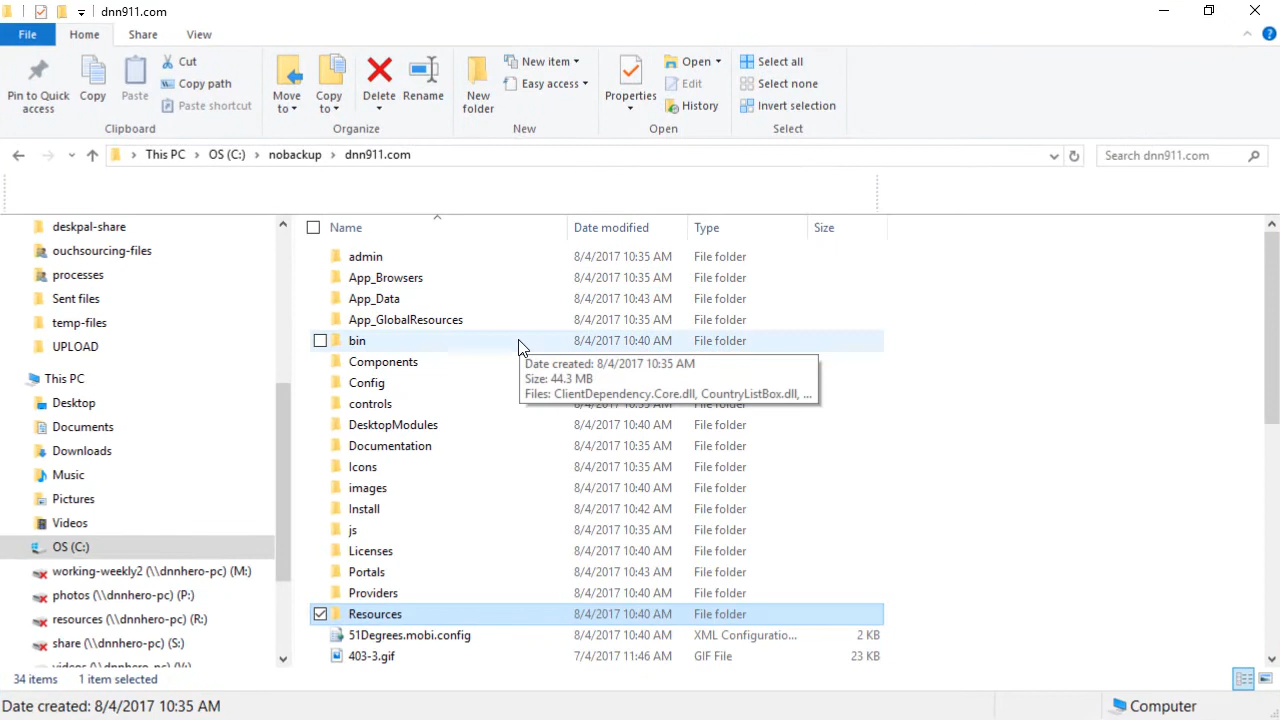 dnn911.com
File Home Share View
Pin to Quick access
Copy
Paste
Cut
Copy path
Paste shortcut
Clipboard
Move to
Copy to
Delete
Rename
Organize
New folder
New item
Easy access
New
Properties
Open
Edit
History
Open
Select all
Select none
Invert selection
Select
This PC OS (C:) nobackup dnn911.com
Search dnn911.com
deskpal-share
ouchsourcing-files
processes
Sent files
temp-files
UPLOAD
This PC
Desktop
Documents
Downloads
Music
Pictures
Videos
OS (C:)
working-weekly2 (\\dnnhero-pc) (M:)
photos (\\dnnhero-pc) (P:)
resources (\\dnnhero-pc) (R:)
share (\\dnnhero-pc) (S:)
videos (\\dnnhero-pc) (V:)
Name Date modified Type Size
admin 8/4/2017 10:35 AM File folder
App_Browsers 8/4/2017 10:35 AM File folder
App_Data 8/4/2017 10:43 AM File folder
App_GlobalResources 8/4/2017 10:35 AM File folder
bin 8/4/2017 10:40 AM File folder
Components
Config
controls 8/4/2017 10:35 AM File folder
Date created: 8/4/2017 10:35 AM
Size: 44.3 MB
Files: ClientDependency.Core.dll, CountryListBox.dll, ...
DesktopModules 8/4/2017 10:40 AM File folder
Documentation 8/4/2017 10:35 AM File folder
Icons 8/4/2017 10:35 AM File folder
images 8/4/2017 10:40 AM File folder
Install 8/4/2017 10:42 AM File folder
js 8/4/2017 10:35 AM File folder
Licenses 8/4/2017 10:40 AM File folder
Portals 8/4/2017 10:43 AM File folder
Providers 8/4/2017 10:40 AM File folder
Resources 8/4/2017 10:40 AM File folder
51Degrees.mobi.config 8/4/2017 10:40 AM XML Configuratio... 2 KB
403-3.gif 7/4/2017 11:46 AM GIF File 23 KB
34 items 1 item selected
Date created: 8/4/2017 10:35 AM
Computer